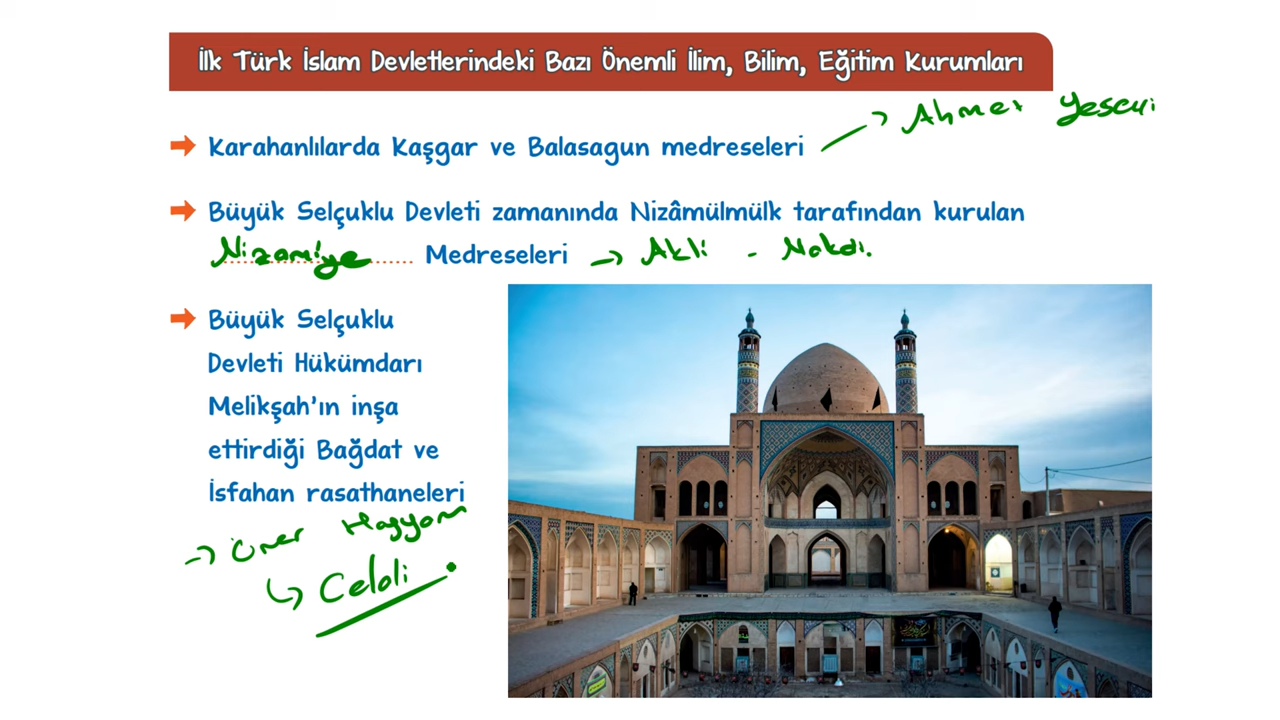 İlk Türk İslam Devletlerindeki Bazı Önemli İlim, Bilim, Eğitim Kurumları
Karahanlılarda Kaşgar ve Balasagun medreseleri → Ahmet Yesevi
Büyük Selçuklu Devleti zamanında Nizâmülmülk tarafından kurulan
Nizamiye Medreseleri → Akli - Nakdi.
Büyük Selçuklu
Devleti Hükümdarı
Melikşah'ın inşa
ettirdiği Bağdat ve
İsfahan rasathaneleri
→ Ömer Hayyam
↳ Celali